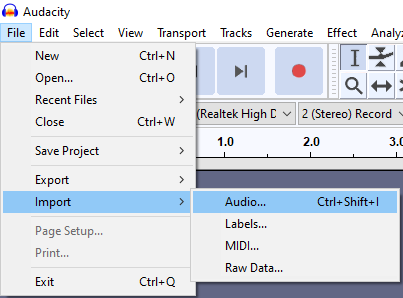 Audacity
File Edit Select View Transport Tracks Generate Effect Analyz
New Ctrl+N
Open... Ctrl+O
Recent Files
Close Ctrl+W
(Realtek High D 2 (Stereo) Record
1.0 2.0 3.0
Save Project
Export
Import
Audio... Ctrl+Shift+I
Labels...
Page Setup...
MIDI...
Print...
Raw Data...
Exit Ctrl+Q